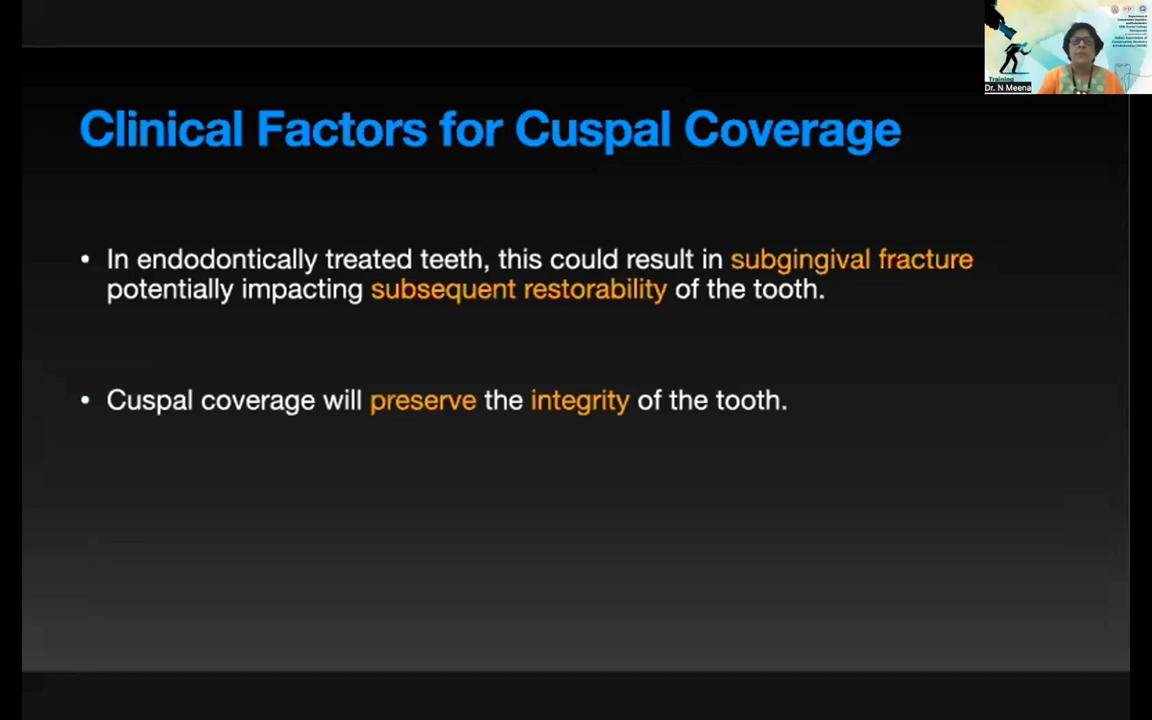 Clinical Factors for Cuspal Coverage
• In endodontically treated teeth, this could result in subgingival fracture
potentially impacting subsequent restorability of the tooth.
• Cuspal coverage will preserve the integrity of the tooth.
Training
Dr. N Meena